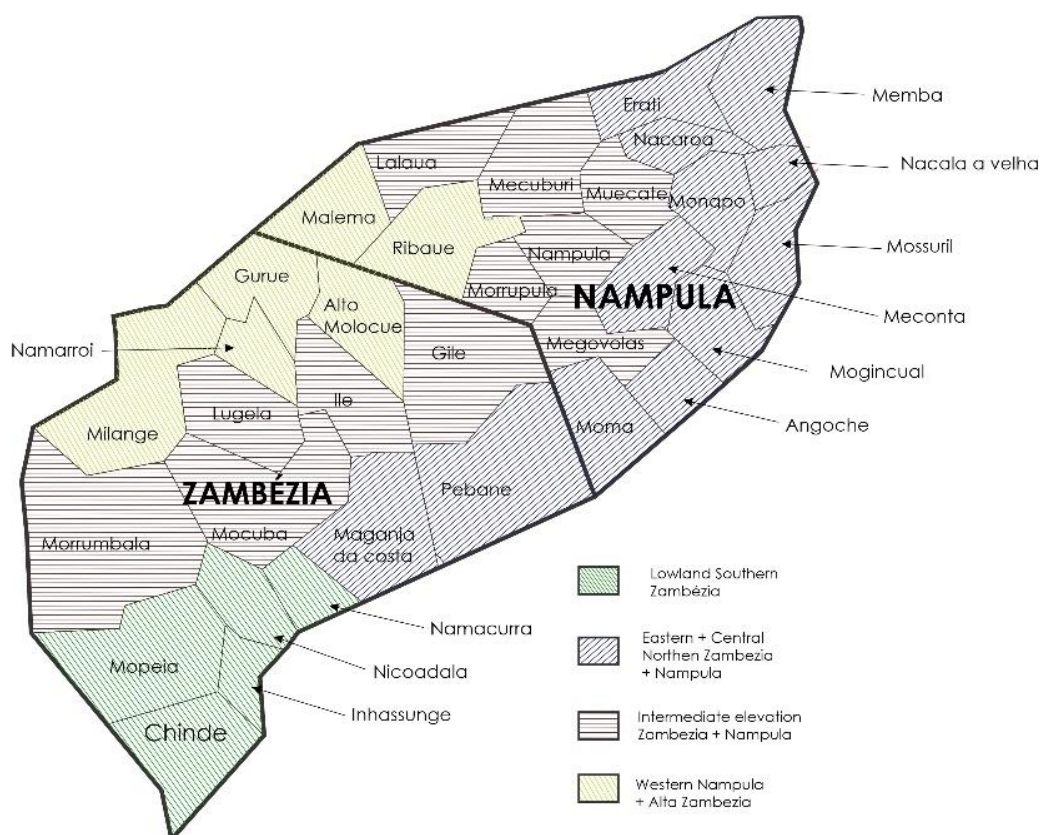 Memba
Erati
Nacaroa
Nacala a velha
Lalaua
Mecuburi
Muecate
Monapo
Malema
Ribaue
Mossuril
Nampula
Gurue
Morrupula
NAMPULA
Alto
Molocue
Meconta
Namarroi
Gile
Megovolas
Mogincual
Ile
Lugela
Angoche
Milange
Moma
ZAMBÉZIA
Pebane
Mocuba
Maganja
da costa
Morrumbala
Lowland Southern
Zambézia
Namacurra
Eastern + Central
Northen Zambezia
+ Nampula
Mopeia
Nicoadala
Inhassunge
Intermediate elevation
Zambezia + Nampula
Chinde
Western Nampula
+ Alta Zambezia